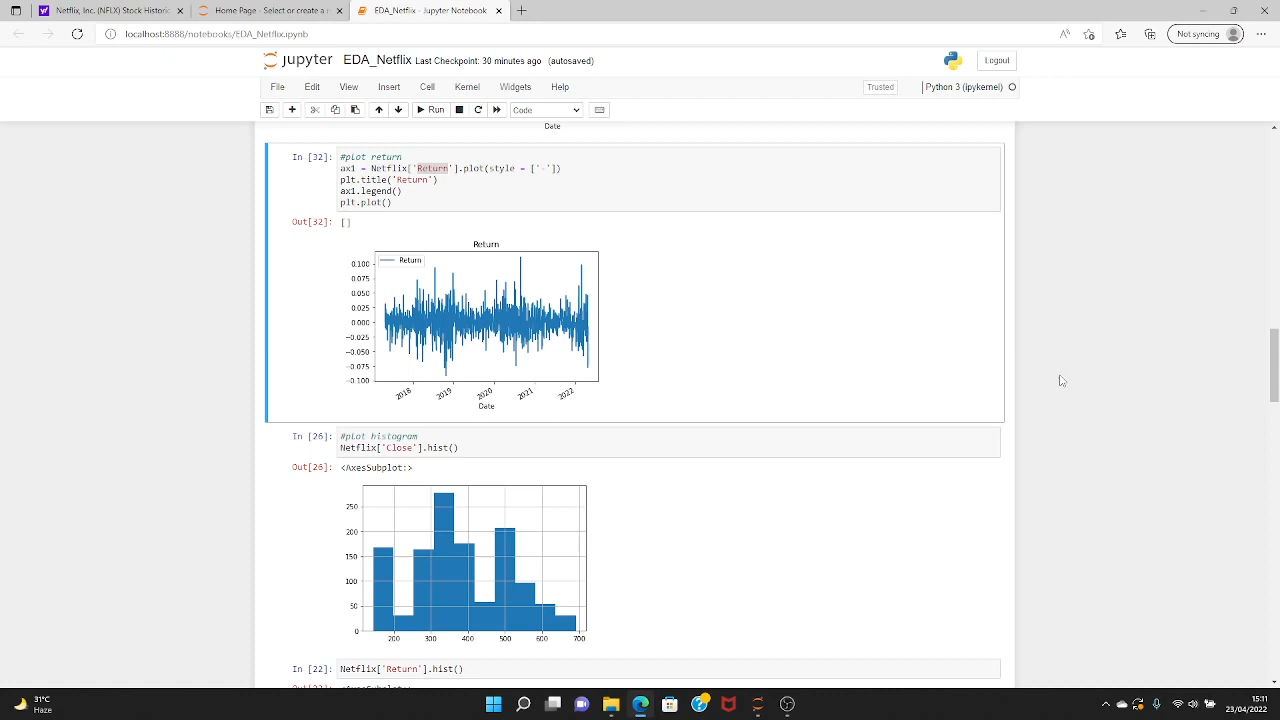 Netflix, Inc. (NFLX) Stock Historic
Home Page - Select or create a n
EDA_Netflix - Jupyter Notebook
localhost:8888/notebooks/EDA_Netflix.ipynb
Not syncing
jupyter EDA_Netflix Last Checkpoint: 30 minutes ago (autosaved)
Logout
File Edit View Insert Cell Kernel Widgets Help
Trusted
Python 3 (ipykernel)
Run
Code
Date
In [32]: #plot return
ax1 = Netflix['Return'].plot(style = ['-'])
plt.title('Return')
ax1.legend()
plt.plot()
Out[32]: []
Return
Return
0.100
0.075
0.050
0.025
0.000
−0.025
−0.050
−0.075
−0.100
2018 2019 2020 2021 2022
Date
In [26]: #plot histogram
Netflix['Close'].hist()
Out[26]: <AxesSubplot:>
250
200
150
100
50
0
200 300 400 500 600 700
In [22]: Netflix['Return'].hist()
31°C
Haze
15:31
23/04/2022